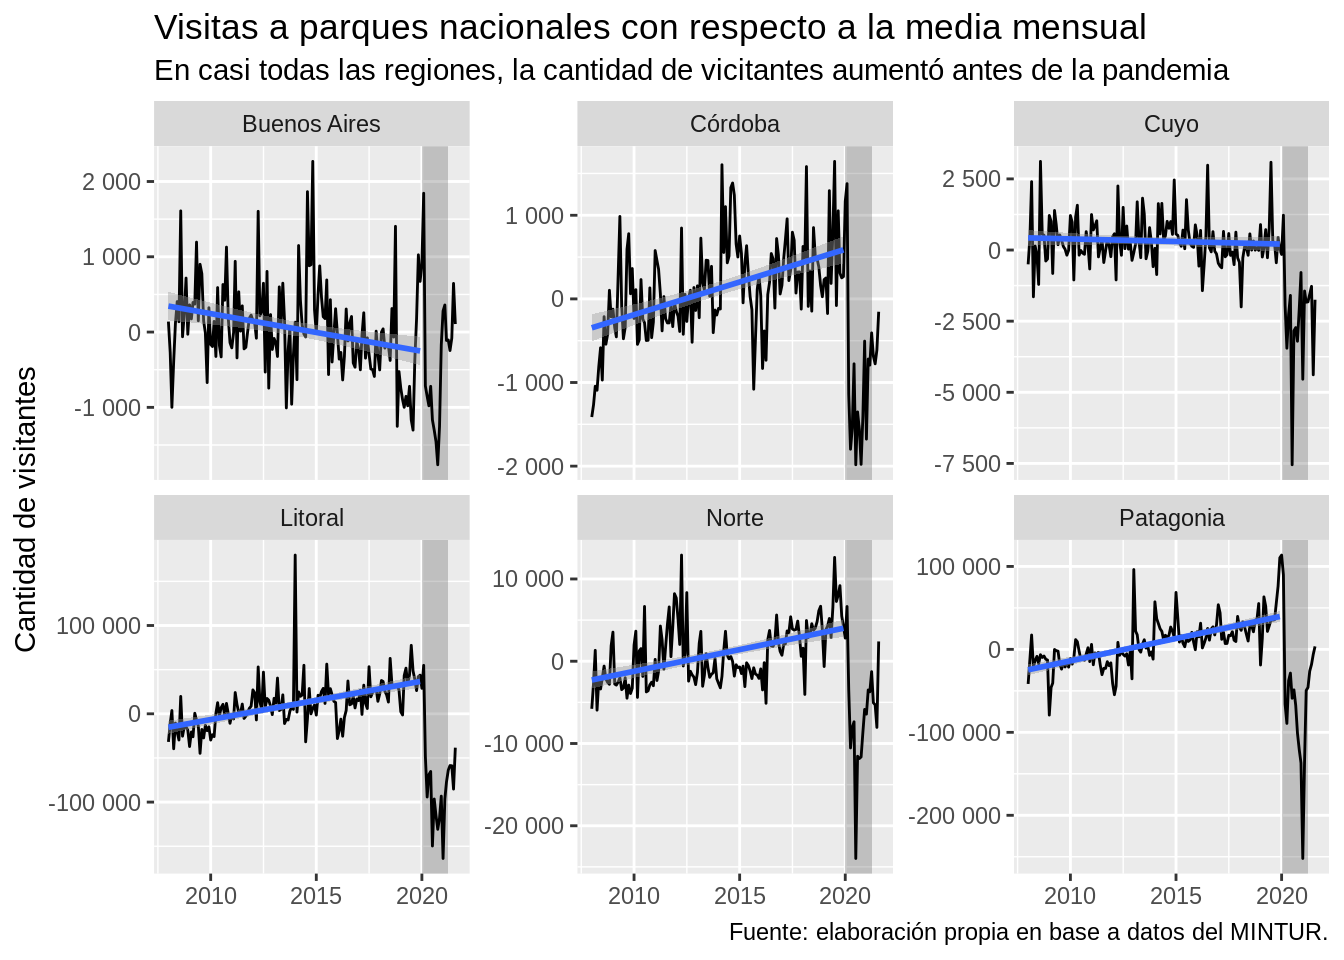 Visitas a parques nacionales con respecto a la media mensual
En casi todas las regiones, la cantidad de vicitantes aumentó antes de la pandemia
Cantidad de visitantes
Buenos Aires
2 000
1 000
0
-1 000
Córdoba
1 000
0
-1 000
-2 000
Cuyo
2 500
0
-2 500
-5 000
-7 500
Litoral
100 000
0
-100 000
2010 2015 2020
Norte
10 000
0
-10 000
-20 000
2010 2015 2020
Patagonia
100 000
0
-100 000
-200 000
2010 2015 2020
Fuente: elaboración propia en base a datos del MINTUR.